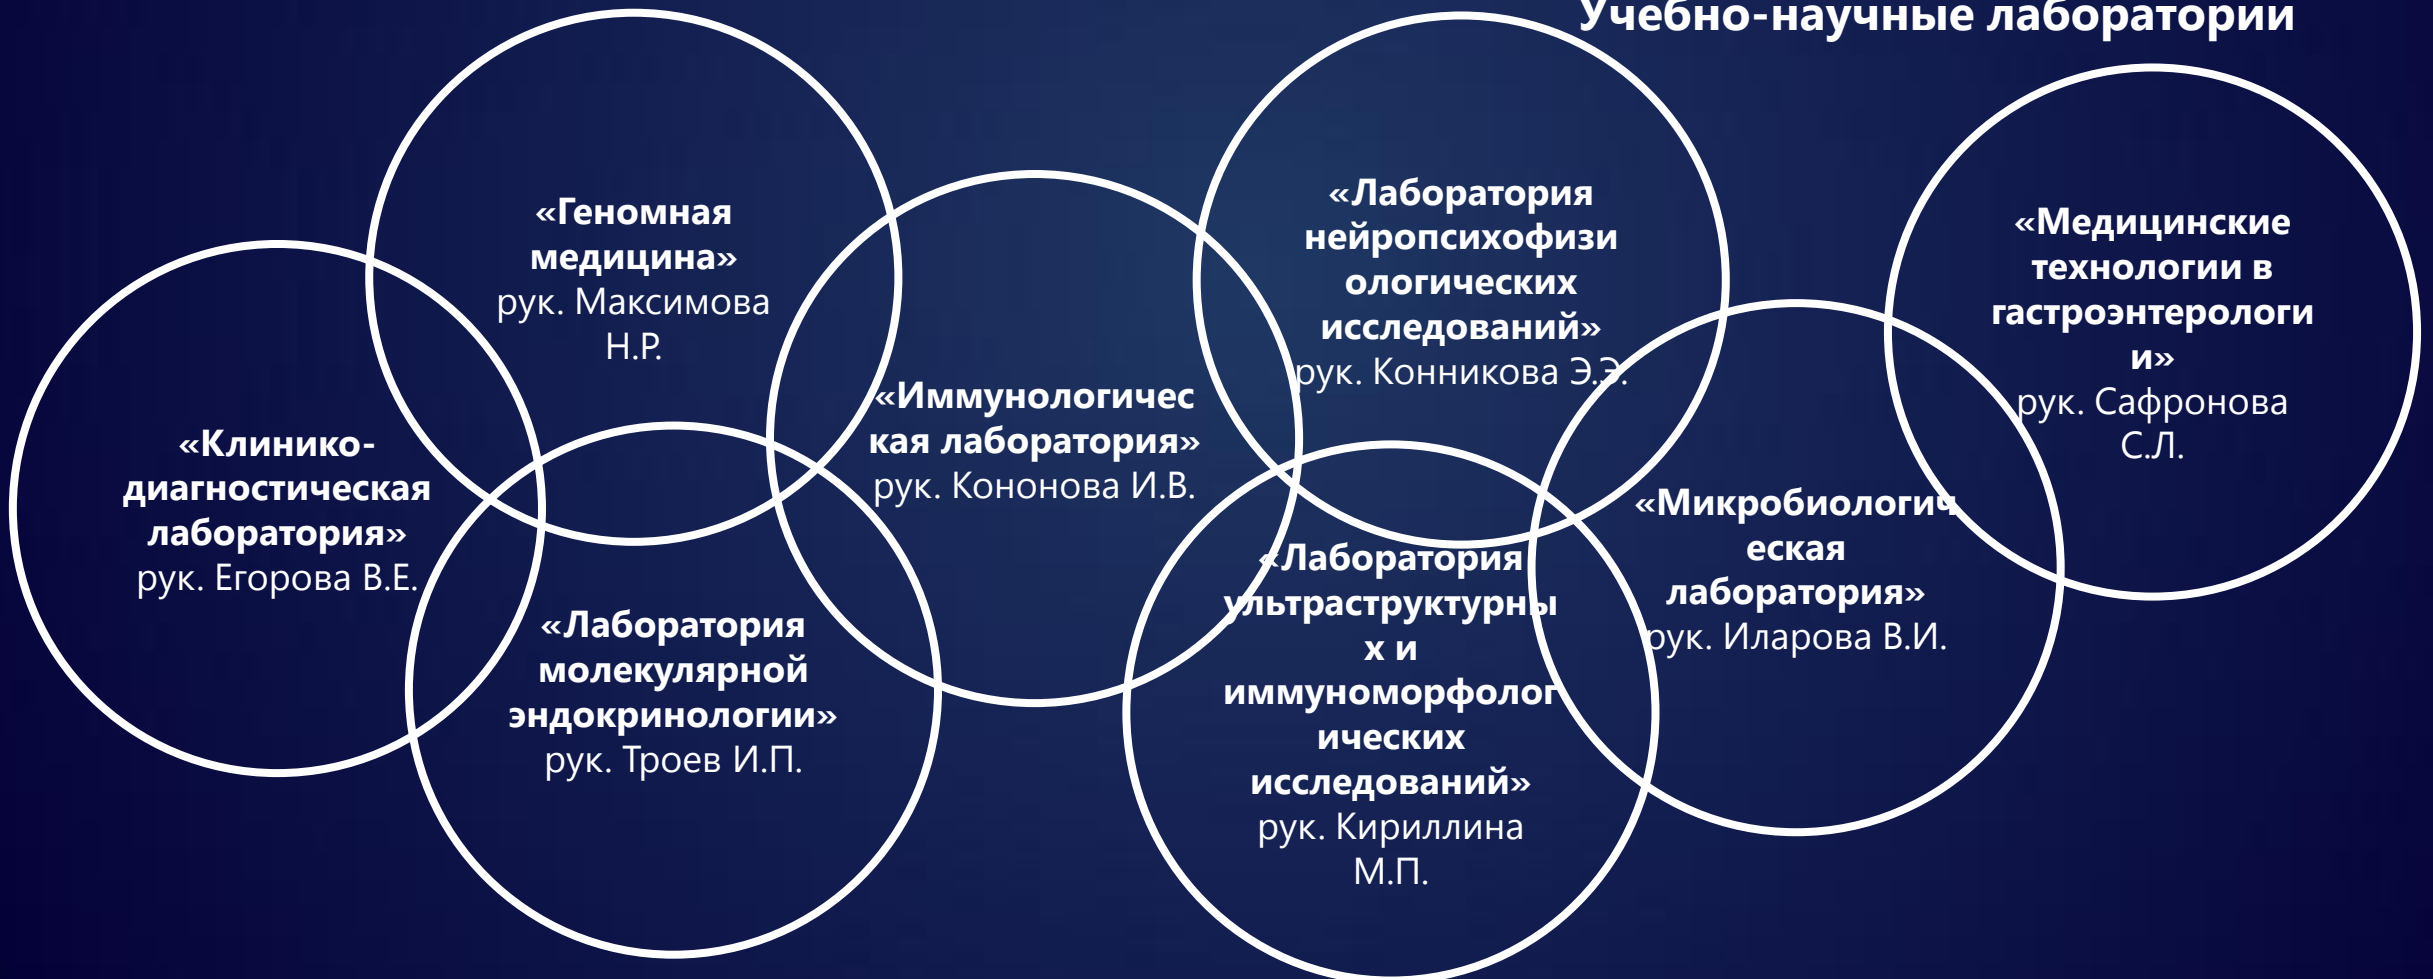 Учебно-научные лаборатории
«Клинико-
диагностическая
лаборатория»
рук. Егорова В.Е.
«Геномная
медицина»
рук. Максимова
Н.Р.
«Лаборатория
молекулярной
эндокринологии»
рук. Троев И.П.
«Иммунологичес
кая лаборатория»
рук. Кононова И.В.
«Лаборатория
нейропсихофизи
ологических
исследований»
рук. Конникова Э.Э.
«Лаборатория
ультраструктурны
х и
иммуноморфолог
ических
исследований»
рук. Кириллина
М.П.
«Микробиологич
еская
лаборатория»
рук. Иларова В.И.
«Медицинские
технологии в
гастроэнтерологи
и»
рук. Сафронова
С.Л.